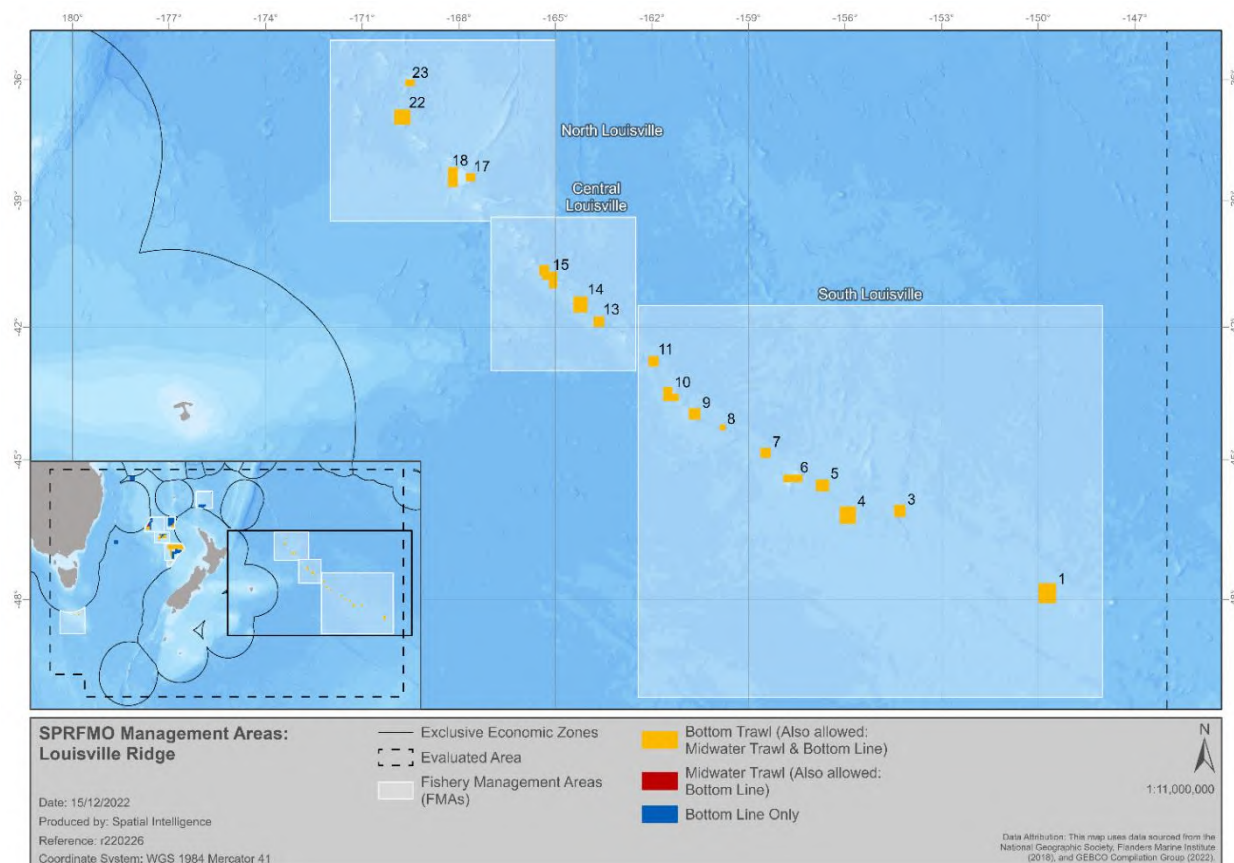 180°
-177°
-174°
-171°
-168°
-165°
-162°
-159°
-156°
-153°
-150°
-147°
-36°
-36°
23
22
North Louisville
18
17
Central
Louisville
-39°
-39°
15
14
13
South Louisville
-42°
-42°
11
10
9
8
7
6
5
4
3
1
-45°
-45°
-48°
-48°
SPRFMO Management Areas:
Louisville Ridge
Date: 15/12/2022
Produced by: Spatial Intelligence
Reference: r220226
Coordinate System: WGS 1984 Mercator 41
Exclusive Economic Zones
Evaluated Area
Fishery Management Areas
(FMAs)
Bottom Trawl (Also allowed:
Midwater Trawl & Bottom Line)
Midwater Trawl (Also allowed:
Bottom Line)
Bottom Line Only
N
1:11,000,000
Data Attribution: This map uses data sourced from the
National Geographic Society, Flanders Marine Institute
(2018), and GEBCO Compilation Group (2022).